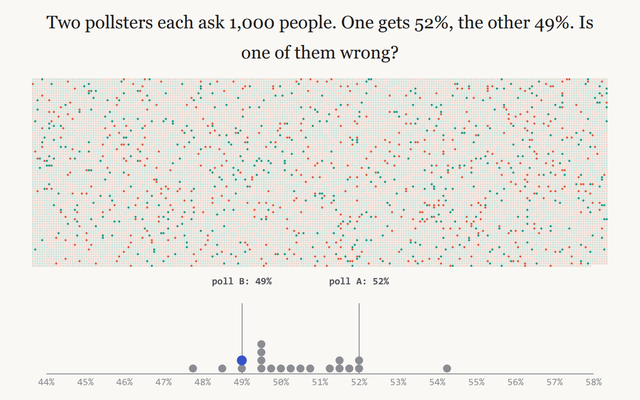 Two pollsters each ask 1,000 people. One gets 52%, the other 49%. Is
one of them wrong?
poll B: 49% poll A: 52%
44% 45% 46% 47% 48% 49% 50% 51% 52% 53% 54% 55% 56% 57% 58%